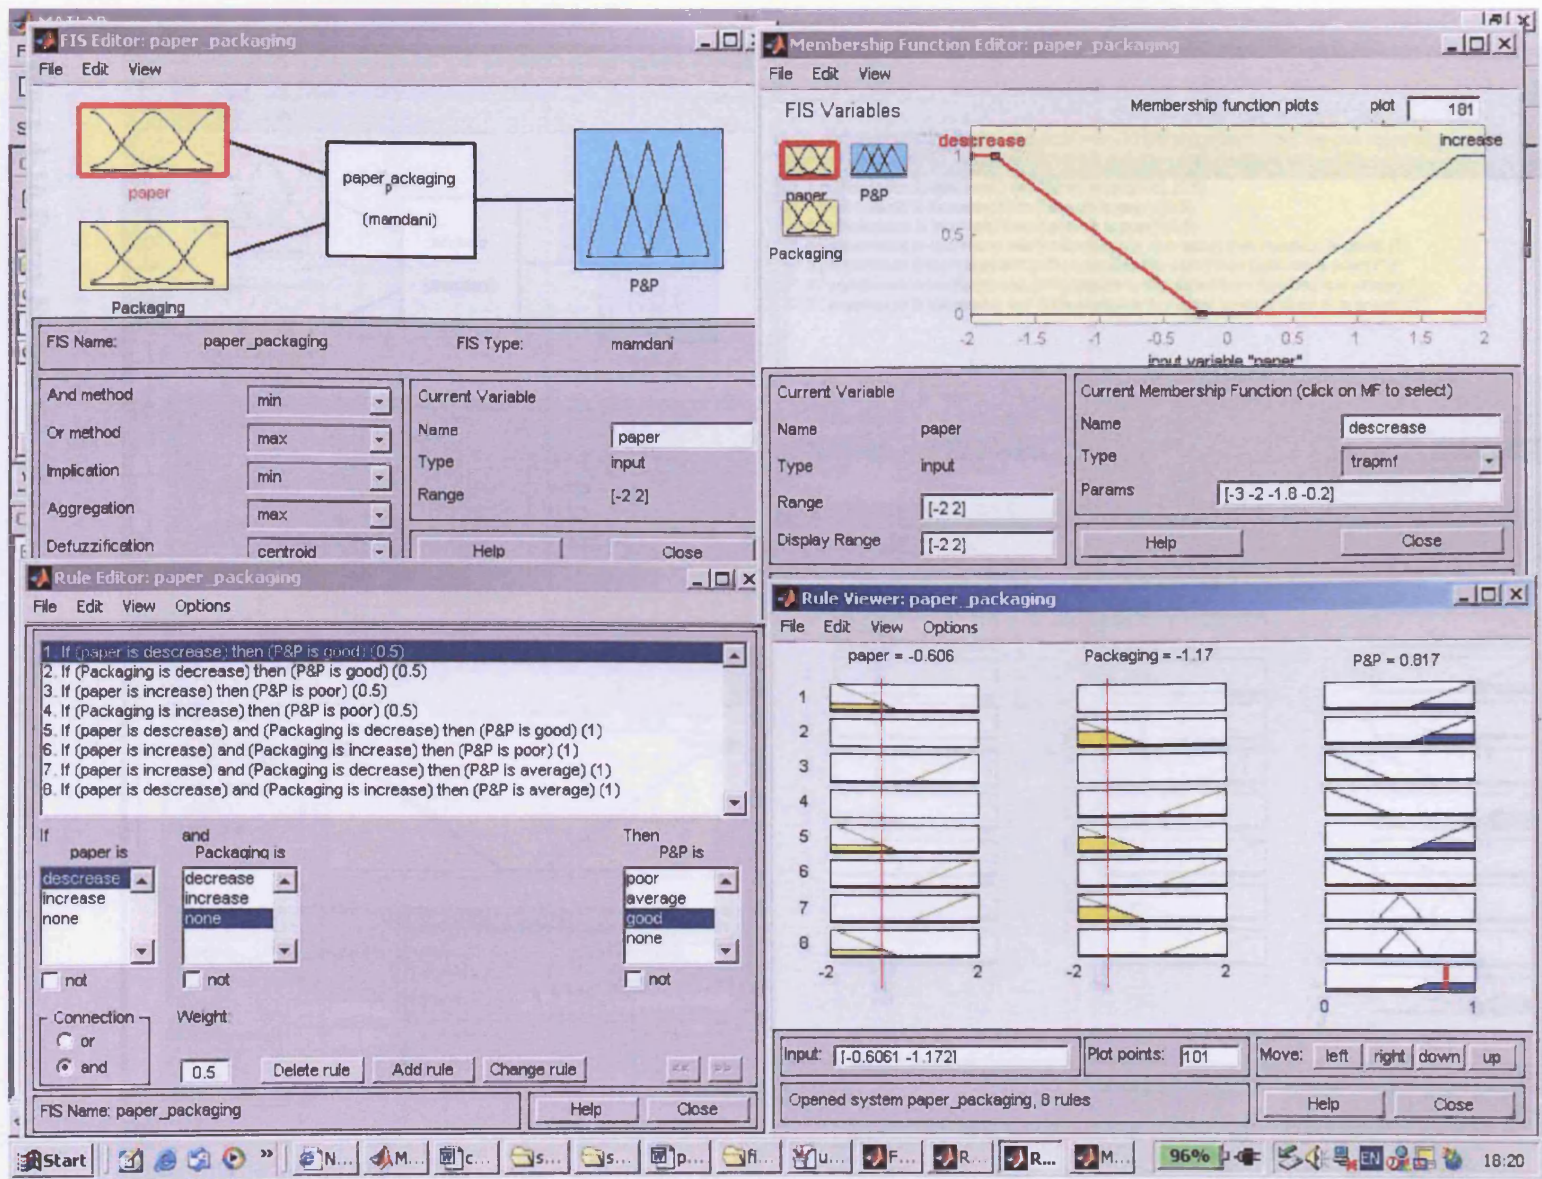 MATLAB
FIS Editor: paper_packaging
File Edit View
paper
Packaging
paper_packaging
(mamdani)
P&P
FIS Name: paper_packaging FIS Type: mamdani
And method min
Or method max
Implication min
Aggregation max
Defuzzification centroid
Current Variable
Name paper
Type input
Range [-2 2]
Help Close
Membership Function Editor: paper_packaging
File Edit View
FIS Variables
paper
P&P
Packaging
Membership function plots plot 181
descrease increase
1
0.5
0
-2 -1.5 -1 -0.5 0 0.5 1 1.5 2
input variable "paper"
Current Variable
Name paper
Type input
Range [-2 2]
Display Range [-2 2]
Current Membership Function (click on MF to select)
Name descrease
Type trapmf
Params [-3 -2 -1.8 -0.2]
Help Close
Rule Editor: paper_packaging
File Edit View Options
1. If (paper is descrease) then (P&P is good) (0.5)
2. If (Packaging is decrease) then (P&P is good) (0.5)
3. If (paper is increase) then (P&P is poor) (0.5)
4. If (Packaging is increase) then (P&P is poor) (0.5)
5. If (paper is descrease) and (Packaging is decrease) then (P&P is good) (1)
6. If (paper is increase) and (Packaging is increase) then (P&P is poor) (1)
7. If (paper is increase) and (Packaging is decrease) then (P&P is average) (1)
8. If (paper is descrease) and (Packaging is increase) then (P&P is average) (1)
If and Then
paper is Packaging is P&P is
descrease
increase
none
decrease
increase
none
poor
average
good
none
not not not
Connection
or
and
Weight:
0.5 Delete rule Add rule Change rule << >>
FIS Name: paper_packaging Help Close
Rule Viewer: paper_packaging
File Edit View Options
paper = -0.606 Packaging = -1.17 P&P = 0.817
1
2
3
4
5
6
7
8
-2 2 -2 2
0 1
Input: [-0.6061 -1.172] Plot points: 101 Move: left right down up
Opened system paper_packaging, 8 rules Help Close
Start » N... M... c... s... s... p... fi... u... F... R... R... M... 96% EN 18:20